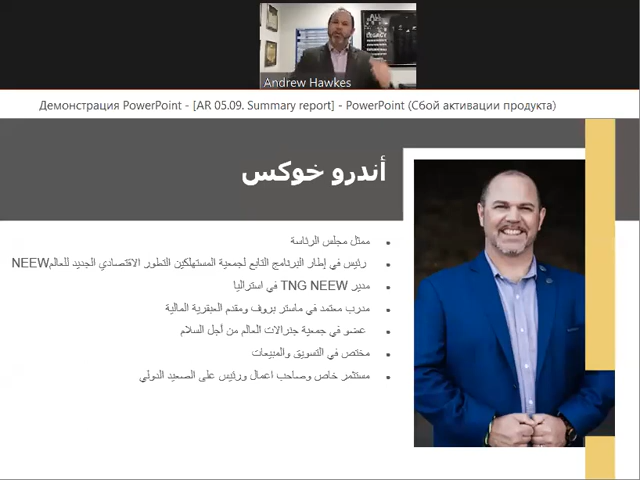 LEGACY
Andrew Hawkes
Демонстрация PowerPoint - [AR 05.09. Summary report] - PowerPoint (Сбой активации продукта)
أندرو خوكس
ممثل مجلس الرئاسة
رئيس في إطار البرنامج التابع لجمعية المستهلكين التطور الاقتصادي الجديد للعالمNEEW
مدير TNG NEEW في استراليا
مدرب معتمد في ماستر بروف ومقدم العبقرية المالية
عضو في جمعية جنرالات العالم من أجل السلام
مختص في التسويق والمبيعات
مستثمر خاص وصاحب اعمال ورئيس على الصعيد الدولي